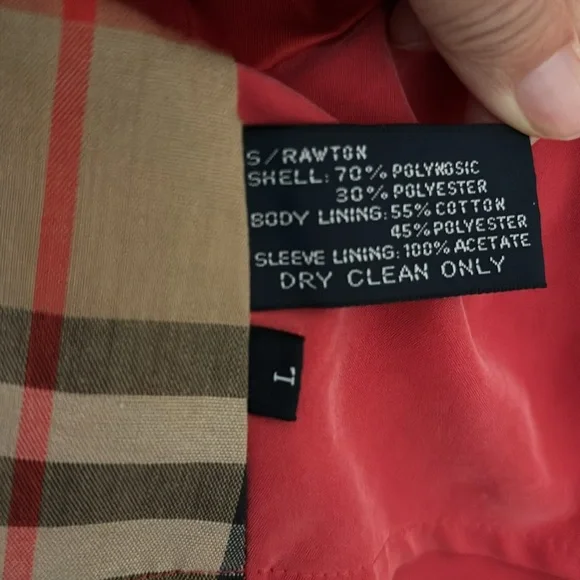 S/RAWTON
SHELL: 70% POLYNOSIC
30% POLYESTER
BODY LINING: 55% COTTON
45% POLYESTER
SLEEVE LINING: 100% ACETATE
DRY CLEAN ONLY
L